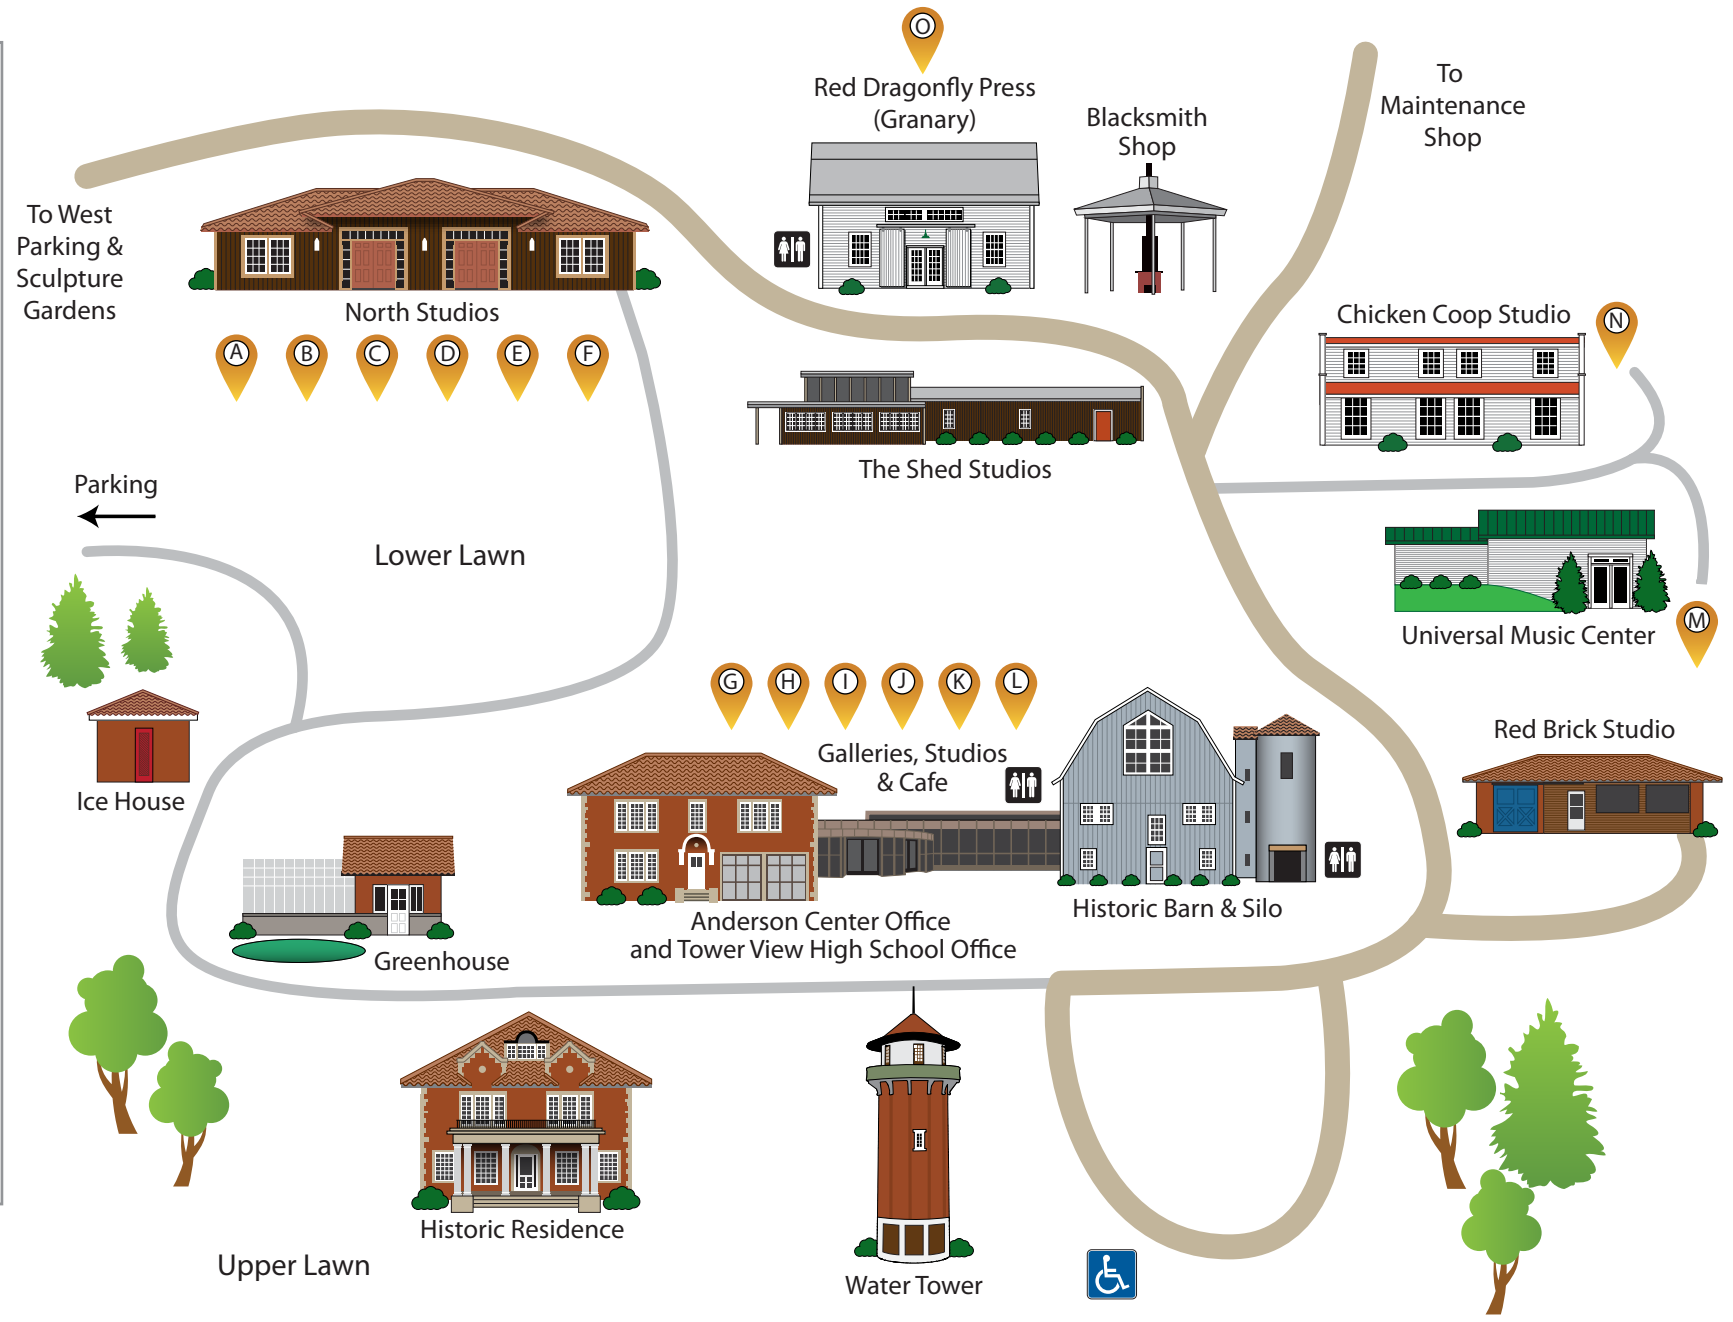 O
Red Dragonfly Press
(Granary)
Blacksmith
Shop
To
Maintenance
Shop
To West
Parking &
Sculpture
Gardens
North Studios
A B C D E F
Chicken Coop Studio
N
The Shed Studios
Parking
Lower Lawn
Universal Music Center
M
G H I J K L
Galleries, Studios
& Cafe
Red Brick Studio
Ice House
Anderson Center Office
and Tower View High School Office
Historic Barn & Silo
Greenhouse
Historic Residence
Upper Lawn
Water Tower